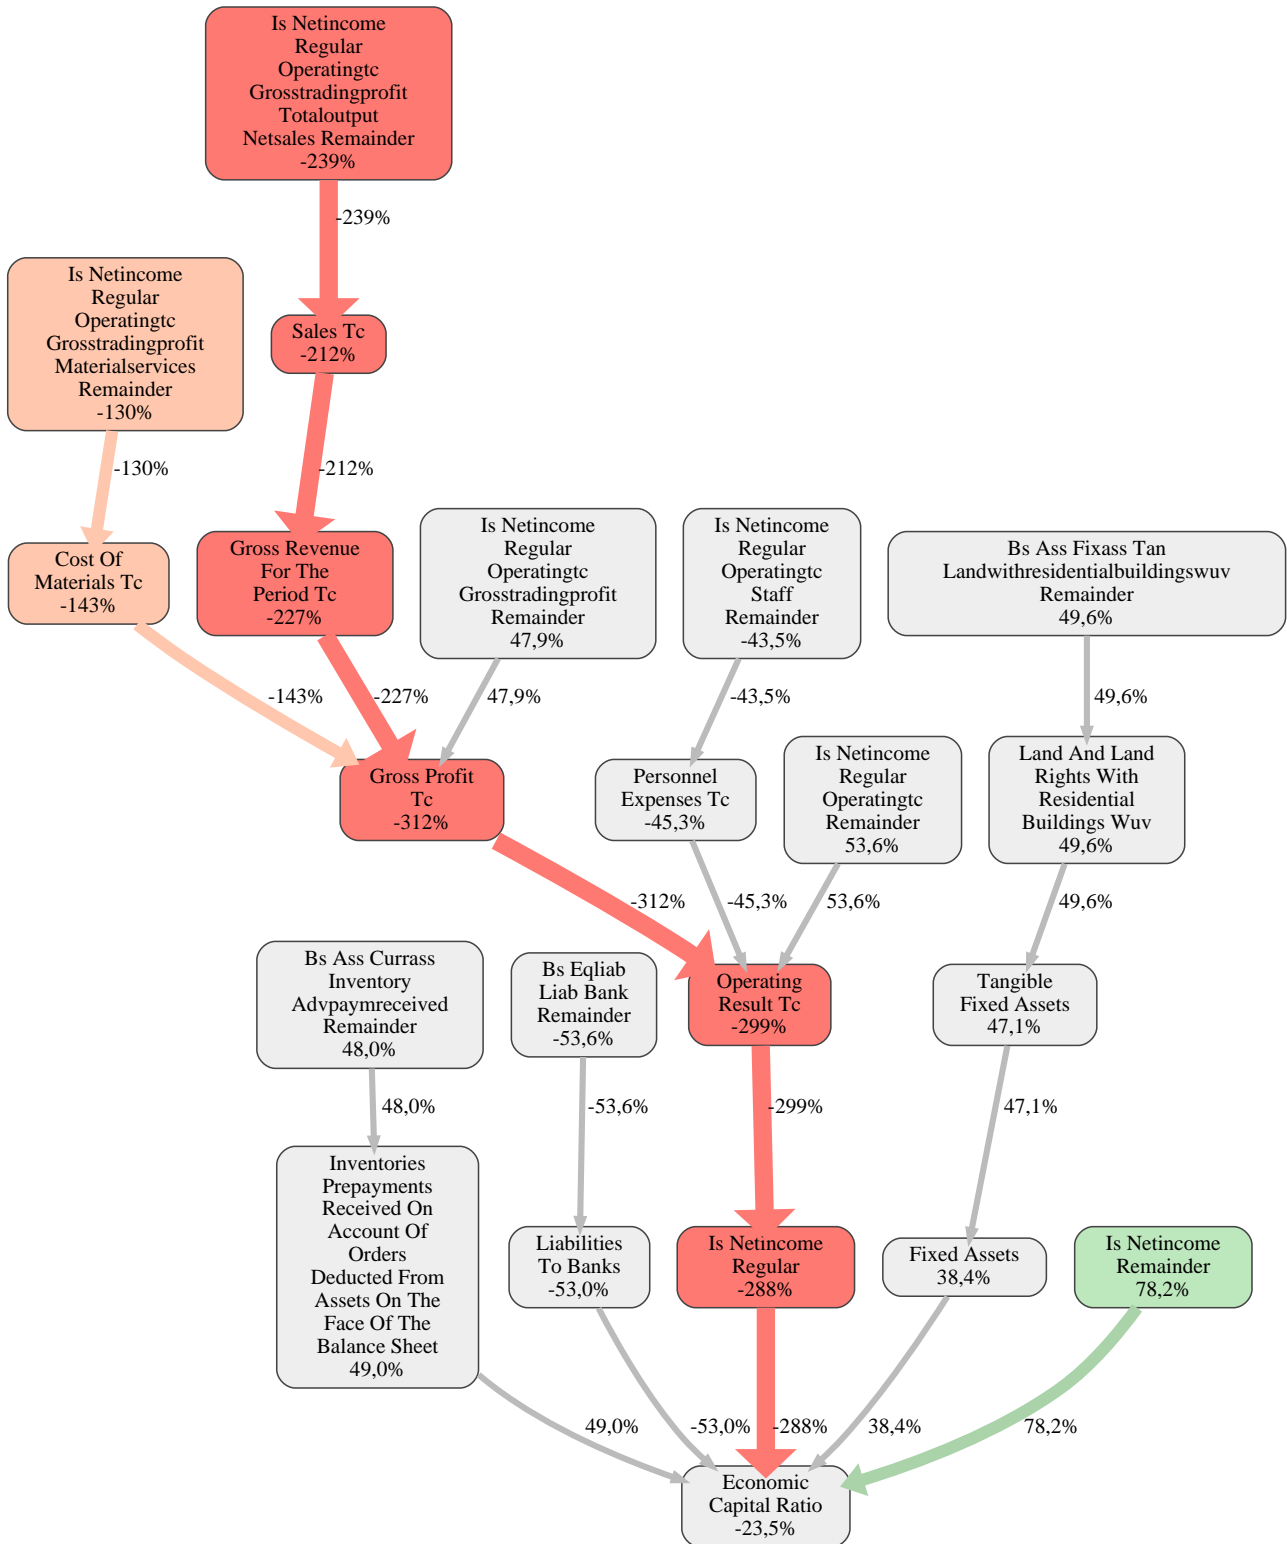 Is Netincome
Regular
Operatingtc
Grosstradingprofit
Totaloutput
Netsales Remainder
-239%
-239%
Is Netincome
Regular
Operatingtc
Grosstradingprofit
Materialservices
Remainder
-130%
Sales Tc
-212%
-130%
-212%
Cost Of
Materials Tc
-143%
Gross Revenue
For The
Period Tc
-227%
Is Netincome
Regular
Operatingtc
Grosstradingprofit
Remainder
47,9%
Is Netincome
Regular
Operatingtc
Staff
Remainder
-43,5%
Bs Ass Fixass Tan
Landwithresidentialbuildingswuv
Remainder
49,6%
-143%
-227%
47,9%
-43,5%
49,6%
Gross Profit
Tc
-312%
Personnel
Expenses Tc
-45,3%
Is Netincome
Regular
Operatingtc
Remainder
53,6%
Land And Land
Rights With
Residential
Buildings Wuv
49,6%
-312%
-45,3%
53,6%
49,6%
Bs Ass Currass
Inventory
Advpaymreceived
Remainder
48,0%
Bs Eqliab
Liab Bank
Remainder
-53,6%
Operating
Result Tc
-299%
Tangible
Fixed Assets
47,1%
48,0%
-53,6%
-299%
47,1%
Inventories
Prepayments
Received On
Account Of
Orders
Deducted From
Assets On The
Face Of The
Balance Sheet
49,0%
Liabilities
To Banks
-53,0%
Is Netincome
Regular
-288%
Fixed Assets
38,4%
Is Netincome
Remainder
78,2%
49,0%
-53,0%
-288%
38,4%
78,2%
Economic
Capital Ratio
-23,5%